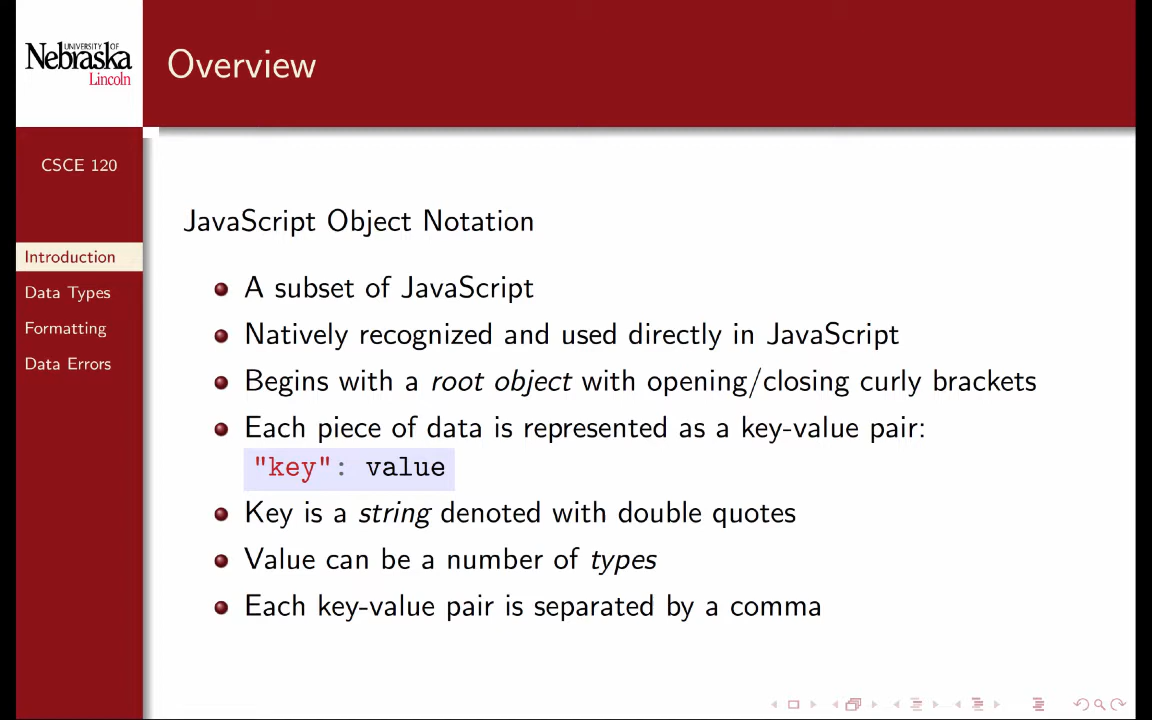 UNIVERSITY OF
Nebraska
Lincoln
Overview
CSCE 120
Introduction
Data Types
Formatting
Data Errors
JavaScript Object Notation
A subset of JavaScript
Natively recognized and used directly in JavaScript
Begins with a root object with opening/closing curly brackets
Each piece of data is represented as a key-value pair:
"key": value
Key is a string denoted with double quotes
Value can be a number of types
Each key-value pair is separated by a comma